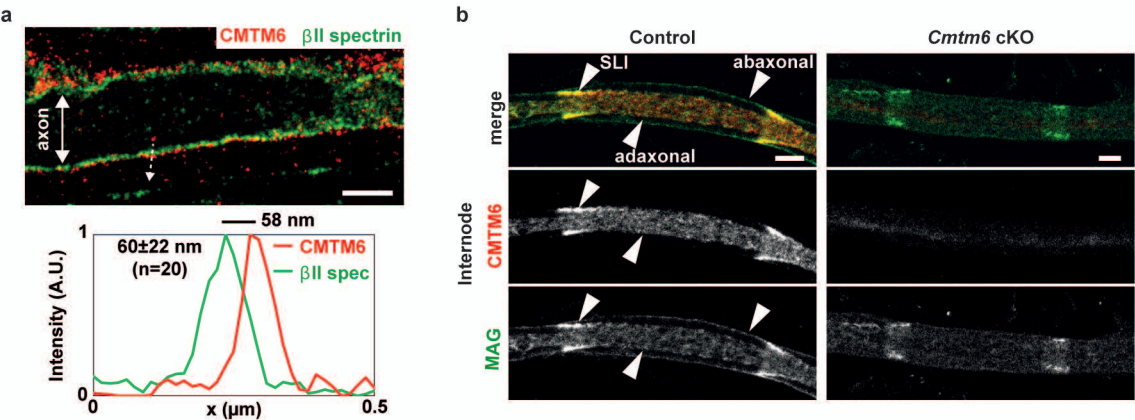 a
CMTM6 βII spectrin
axon
58 nm
1
60±22 nm
(n=20)
CMTM6
βII spec
Intensity (A.U.)
0
0
x (μm)
0.5
b
Control
Cmtm6 cKO
SLI
abaxonal
adaxonal
merge
Internode
CMTM6
MAG